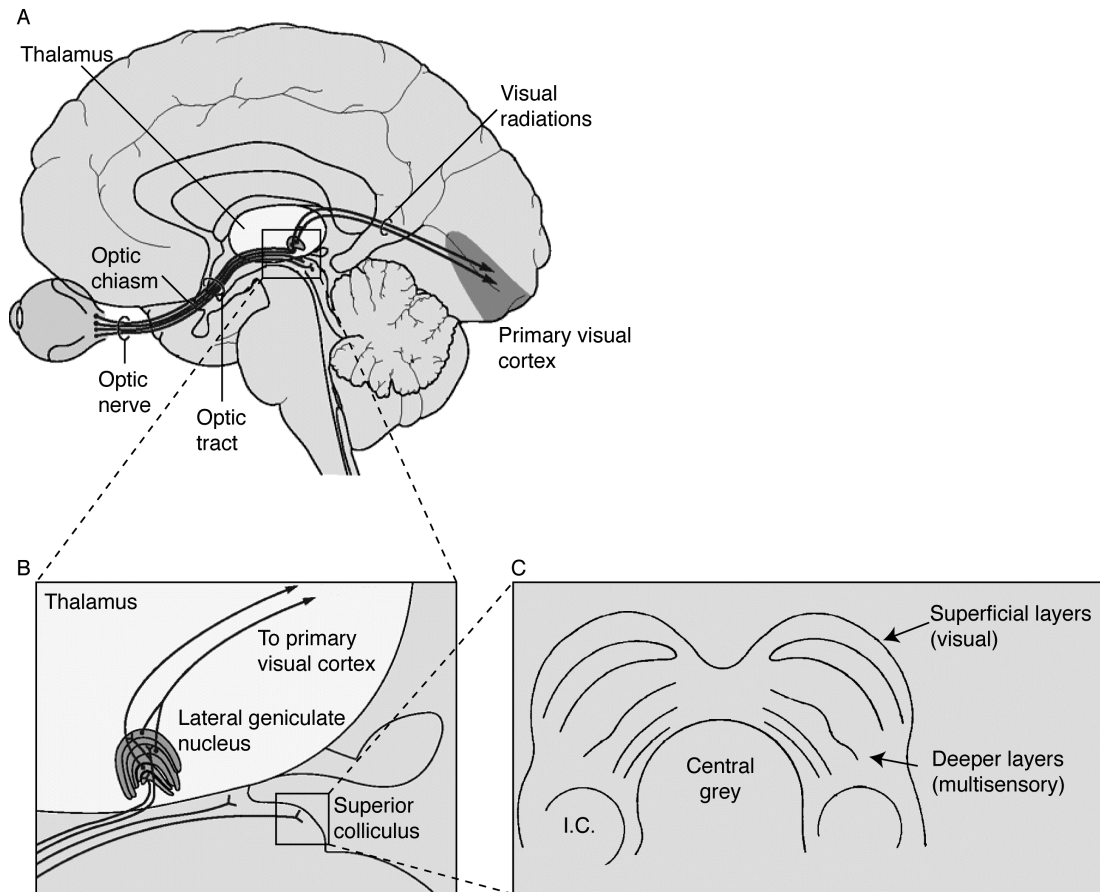 A
Thalamus
Visual
radiations
Optic
chiasm
Primary visual
cortex
Optic
nerve
Optic
tract
B
Thalamus
To primary
visual cortex
Lateral geniculate
nucleus
Superior
colliculus
C
Superficial layers
(visual)
Deeper layers
(multisensory)
Central
grey
I.C.